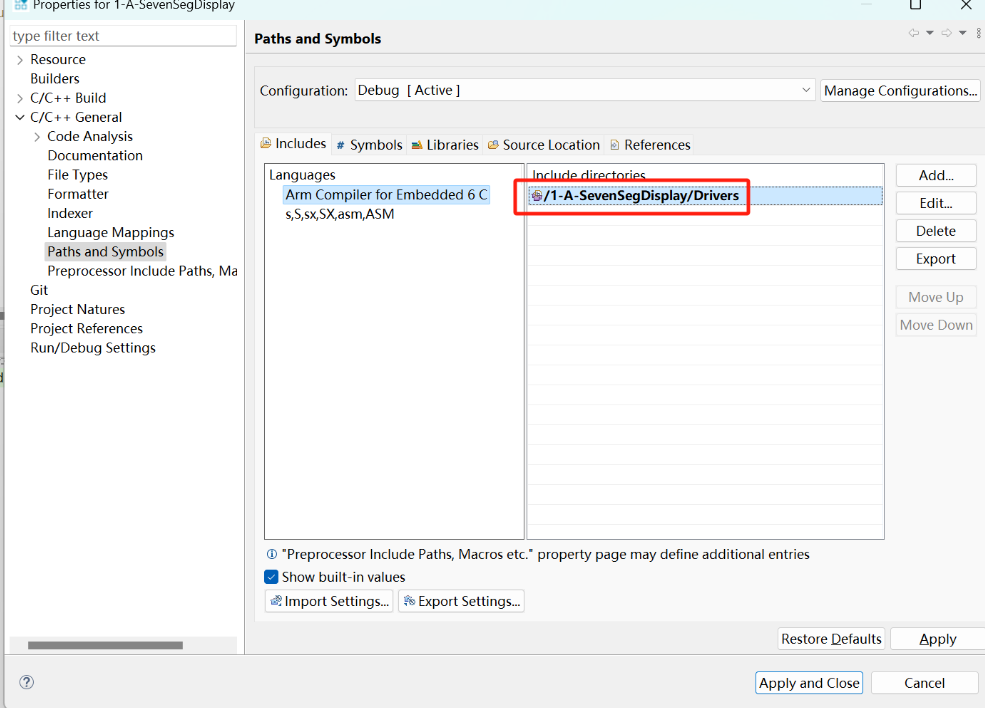 Properties for 1-A-SevenSegDisplay
type filter text
Resource
Builders
C/C++ Build
C/C++ General
Code Analysis
Documentation
File Types
Formatter
Indexer
Language Mappings
Paths and Symbols
Preprocessor Include Paths, Ma
Git
Project Natures
Project References
Run/Debug Settings
Paths and Symbols
Configuration: Debug [ Active ] Manage Configurations...
Includes # Symbols Libraries Source Location References
Languages
Arm Compiler for Embedded 6 C
s,S,sx,SX,asm,ASM
Include directories
/1-A-SevenSegDisplay/Drivers
Add...
Edit...
Delete
Export
Move Up
Move Down
"Preprocessor Include Paths, Macros etc." property page may define additional entries
Show built-in values
Import Settings... Export Settings...
Restore Defaults Apply
Apply and Close Cancel